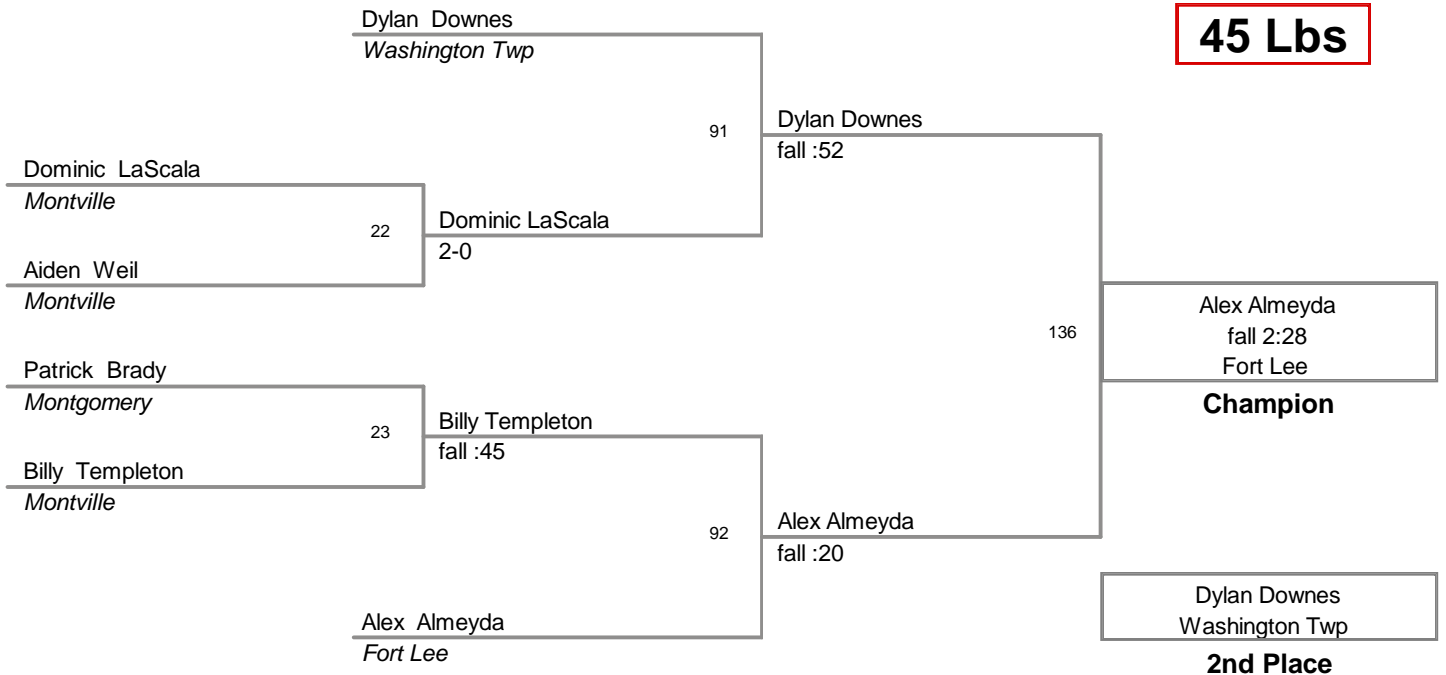 Dylan Downes
Washington Twp
45 Lbs
91
Dylan Downes
fall :52
Dominic LaScala
Montville
22
Dominic LaScala
2-0
Aiden Weil
Montville
136
Alex Almeyda
fall 2:28
Fort Lee
Champion
Patrick Brady
Montgomery
23
Billy Templeton
fall :45
Billy Templeton
Montville
92
Alex Almeyda
fall :20
Alex Almeyda
Fort Lee
Dylan Downes
Washington Twp
2nd Place